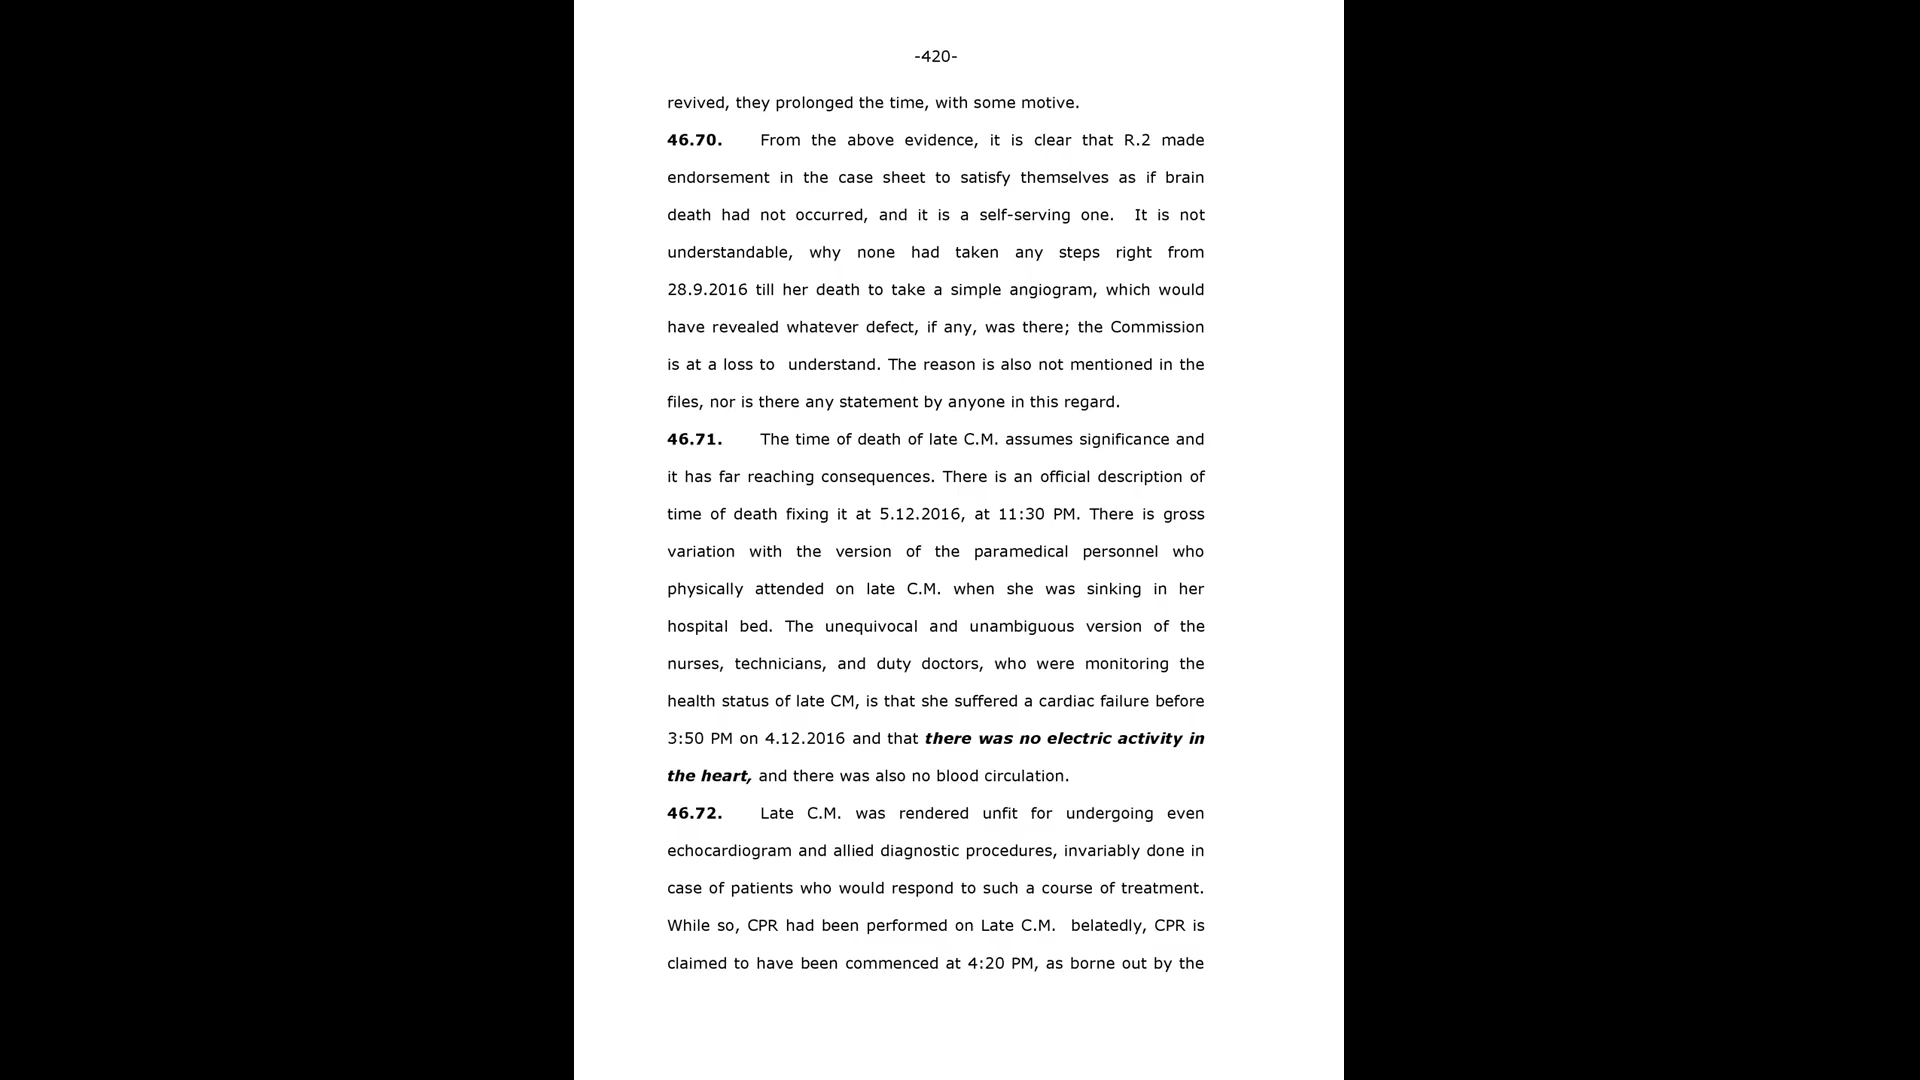 -420-
revived, they prolonged the time, with some motive.
46.70. From the above evidence, it is clear that R.2 made
endorsement in the case sheet to satisfy themselves as if brain
death had not occurred, and it is a self-serving one. It is not
understandable, why none had taken any steps right from
28.9.2016 till her death to take a simple angiogram, which would
have revealed whatever defect, if any, was there; the Commission
is at a loss to understand. The reason is also not mentioned in the
files, nor is there any statement by anyone in this regard.
46.71. The time of death of late C.M. assumes significance and
it has far reaching consequences. There is an official description of
time of death fixing it at 5.12.2016, at 11:30 PM. There is gross
variation with the version of the paramedical personnel who
physically attended on late C.M. when she was sinking in her
hospital bed. The unequivocal and unambiguous version of the
nurses, technicians, and duty doctors, who were monitoring the
health status of late CM, is that she suffered a cardiac failure before
3:50 PM on 4.12.2016 and that there was no electric activity in
the heart, and there was also no blood circulation.
46.72. Late C.M. was rendered unfit for undergoing even
echocardiogram and allied diagnostic procedures, invariably done in
case of patients who would respond to such a course of treatment.
While so, CPR had been performed on Late C.M. belatedly, CPR is
claimed to have been commenced at 4:20 PM, as borne out by the